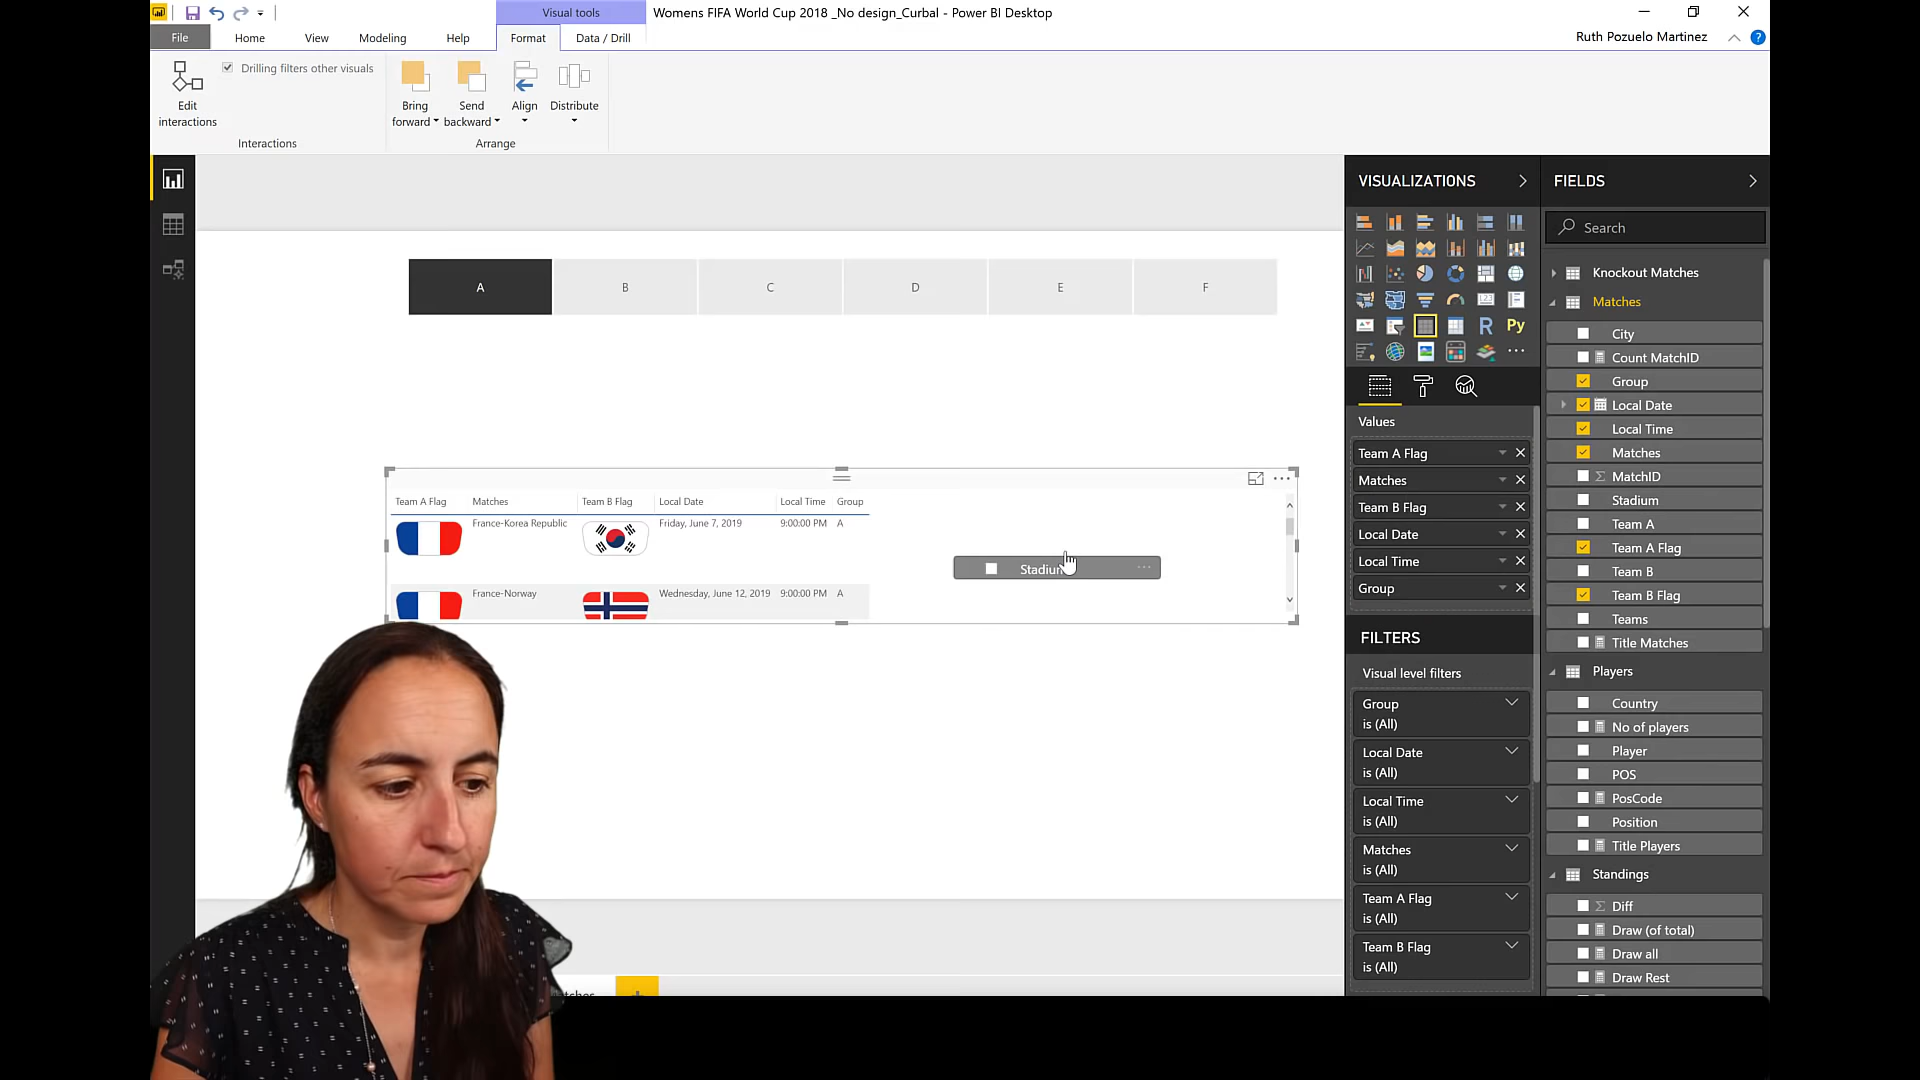 Visual tools
Womens FIFA World Cup 2018 _No design_Curbal - Power BI Desktop
File
Home
View
Modeling
Help
Format
Data / Drill
Ruth Pozuelo Martinez
?
Edit interactions
Drilling filters other visuals
Bring forward
Send backward
Align
Distribute
Interactions
Arrange
A
B
C
D
E
F
Team A Flag
Matches
Team B Flag
Local Date
Local Time
Group
France-Korea Republic
Friday, June 7, 2019
9:00:00 PM
A
France-Norway
Wednesday, June 12, 2019
9:00:00 PM
A
VISUALIZATIONS
R
Py
Values
Team A Flag
Matches
Team B Flag
Local Date
Local Time
Group
FILTERS
Visual level filters
Group
is (All)
Local Date
is (All)
Local Time
is (All)
Matches
is (All)
Team A Flag
is (All)
Team B Flag
is (All)
FIELDS
Search
Knockout Matches
Matches
City
Count MatchID
Group
Local Date
Local Time
Matches
MatchID
Stadium
Team A
Team A Flag
Team B
Team B Flag
Teams
Title Matches
Players
Country
No of players
Player
POS
PosCode
Position
Title Players
Standings
Diff
Draw (of total)
Draw all
Draw Rest